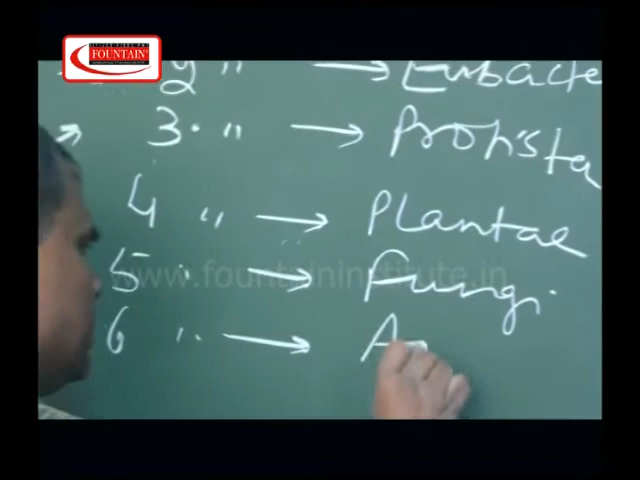 FOUNTAIN
2 " → Eubacte
3. " → Protista
4 " → Plantae
5 " → Fungi
www.fountaininstitute.in
6 " → A